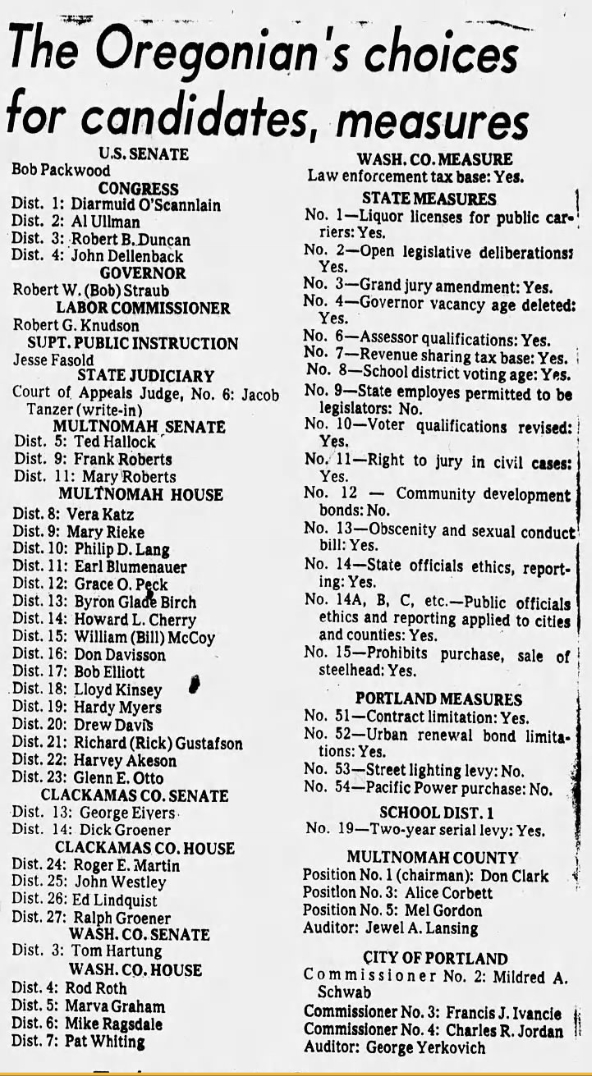 The Oregonian's choices
for candidates, measures
U.S. SENATE
Bob Packwood
CONGRESS
Dist. 1: Diarmuid O'Scannlain
Dist. 2: Al Ullman
Dist. 3: Robert B. Duncan
Dist. 4: John Dellenback
GOVERNOR
Robert W. (Bob) Straub
LABOR COMMISSIONER
Robert G. Knudson
SUPT. PUBLIC INSTRUCTION
Jesse Fasold
STATE JUDICIARY
Court of Appeals Judge, No. 6: Jacob
Tanzer (write-in)
MULTNOMAH SENATE
Dist. 5: Ted Hallock
Dist. 9: Frank Roberts
Dist. 11: Mary Roberts
MULTNOMAH HOUSE
Dist. 8: Vera Katz
Dist. 9: Mary Rieke
Dist. 10: Philip D. Lang
Dist. 11: Earl Blumenauer
Dist. 12: Grace O. Peck
Dist. 13: Byron Glade Birch
Dist. 14: Howard L. Cherry
Dist. 15: William (Bill) McCoy
Dist. 16: Don Davisson
Dist. 17: Bob Elliott
Dist. 18: Lloyd Kinsey
Dist. 19: Hardy Myers
Dist. 20: Drew Davis
Dist. 21: Richard (Rick) Gustafson
Dist. 22: Harvey Akeson
Dist. 23: Glenn E. Otto
CLACKAMAS CO. SENATE
Dist. 13: George Eivers
Dist. 14: Dick Groener
CLACKAMAS CO. HOUSE
Dist. 24: Roger E. Martin
Dist. 25: John Westley
Dist. 26: Ed Lindquist
Dist. 27: Ralph Groener
WASH. CO. SENATE
Dist. 3: Tom Hartung
WASH. CO. HOUSE
Dist. 4: Rod Roth
Dist. 5: Marva Graham
Dist. 6: Mike Ragsdale
Dist. 7: Pat Whiting
WASH. CO. MEASURE
Law enforcement tax base: Yes.
STATE MEASURES
No. 1—Liquor licenses for public car-
riers: Yes.
No. 2—Open legislative deliberations:
Yes.
No. 3—Grand jury amendment: Yes.
No. 4—Governor vacancy age deleted:
Yes.
No. 6—Assessor qualifications: Yes.
No. 7—Revenue sharing tax base: Yes.
No. 8—School district voting age: Yes.
No. 9—State employes permitted to be
legislators: No.
No. 10—Voter qualifications revised:
Yes.
No. 11—Right to jury in civil cases:
Yes.
No. 12 — Community development
bonds: No.
No. 13—Obscenity and sexual conduct
bill: Yes.
No. 14—State officials ethics, report-
ing: Yes.
No. 14A, B, C, etc.—Public officials
ethics and reporting applied to cities
and counties: Yes.
No. 15—Prohibits purchase, sale of
steelhead: Yes.
PORTLAND MEASURES
No. 51—Contract limitation: Yes.
No. 52—Urban renewal bond limita-
tions: Yes.
No. 53—Street lighting levy: No.
No. 54—Pacific Power purchase: No.
SCHOOL DIST. 1
No. 19—Two-year serial levy: Yes.
MULTNOMAH COUNTY
Position No. 1 (chairman): Don Clark
Position No. 3: Alice Corbett
Position No. 5: Mel Gordon
Auditor: Jewel A. Lansing
CITY OF PORTLAND
Commissioner No. 2: Mildred A.
Schwab
Commissioner No. 3: Francis J. Ivancie
Commissioner No. 4: Charles R. Jordan
Auditor: George Yerkovich